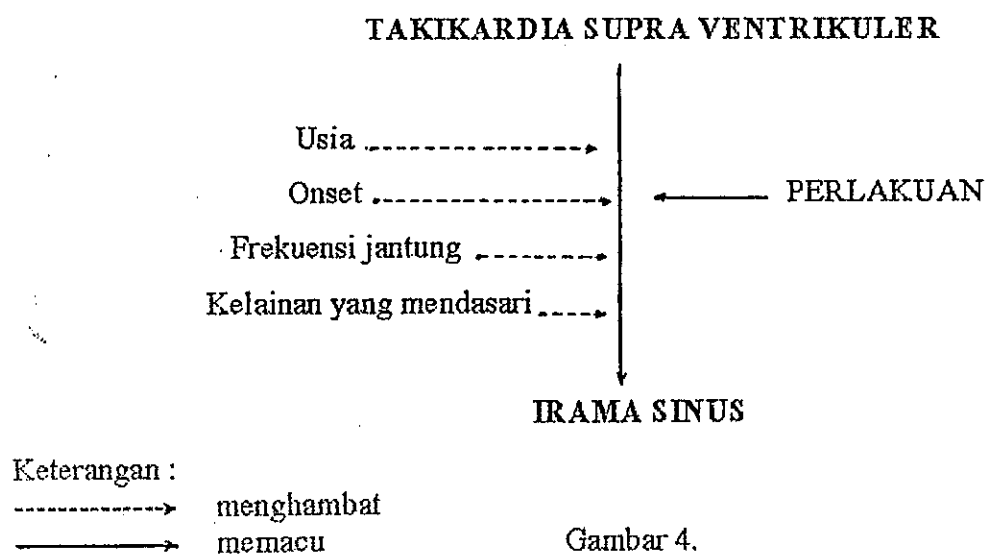 TAKIKARDIA SUPRA VENTRIKULER
Usia
Onset
PERLAKUAN
Frekuensi jantung
Kelainan yang mendasari
IRAMA SINUS
Keterangan :
menghambat
memacu
Gambar 4.